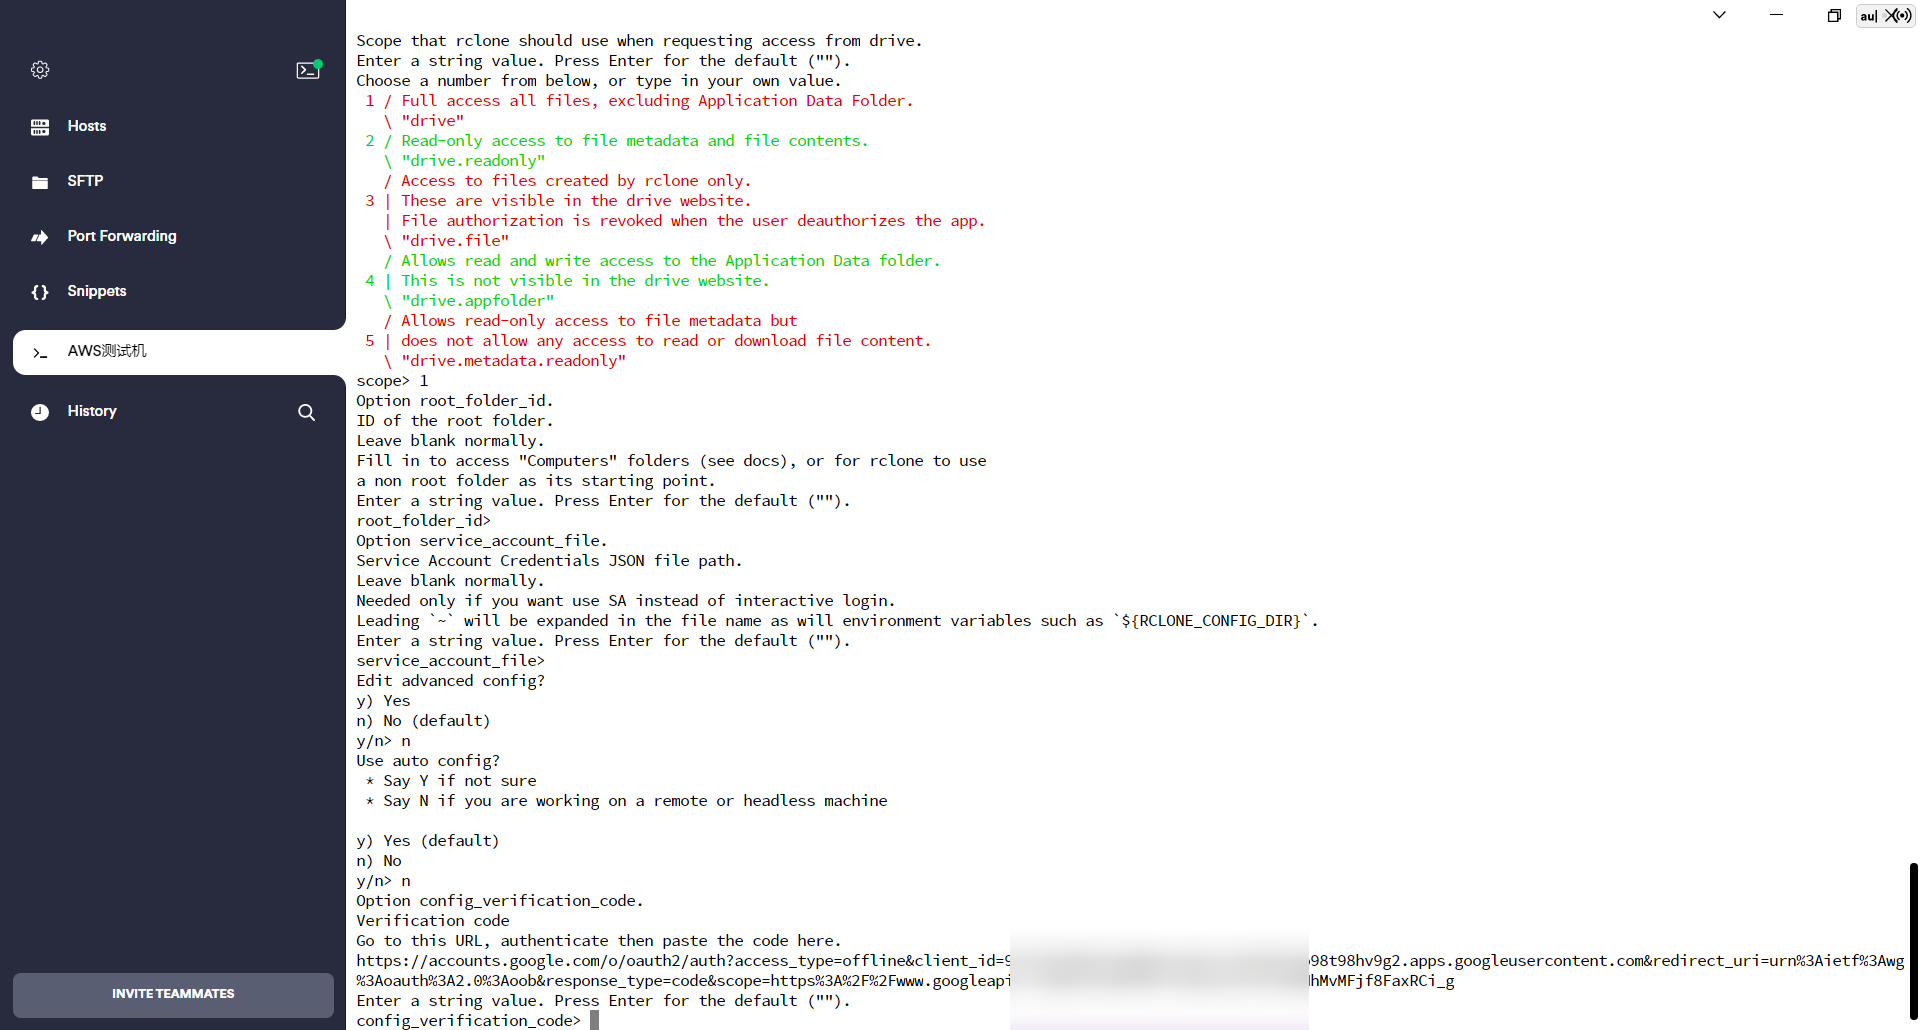 Hosts
SFTP
Port Forwarding
Snippets
AWS测试机
History
INVITE TEAMMATES
au|
Scope that rclone should use when requesting access from drive.
Enter a string value. Press Enter for the default ("").
Choose a number from below, or type in your own value.
1 / Full access all files, excluding Application Data Folder.
\ "drive"
2 / Read-only access to file metadata and file contents.
\ "drive.readonly"
/ Access to files created by rclone only.
3 | These are visible in the drive website.
| File authorization is revoked when the user deauthorizes the app.
\ "drive.file"
/ Allows read and write access to the Application Data folder.
4 | This is not visible in the drive website.
\ "drive.appfolder"
/ Allows read-only access to file metadata but
5 | does not allow any access to read or download file content.
\ "drive.metadata.readonly"
scope> 1
Option root_folder_id.
ID of the root folder.
Leave blank normally.
Fill in to access "Computers" folders (see docs), or for rclone to use
a non root folder as its starting point.
Enter a string value. Press Enter for the default ("").
root_folder_id>
Option service_account_file.
Service Account Credentials JSON file path.
Leave blank normally.
Needed only if you want use SA instead of interactive login.
Leading `~` will be expanded in the file name as will environment variables such as `${RCLONE_CONFIG_DIR}`.
Enter a string value. Press Enter for the default ("").
service_account_file>
Edit advanced config?
y) Yes
n) No (default)
y/n> n
Use auto config?
* Say Y if not sure
* Say N if you are working on a remote or headless machine
y) Yes (default)
n) No
y/n> n
Option config_verification_code.
Verification code
Go to this URL, authenticate then paste the code here.
https://accounts.google.com/o/oauth2/auth?access_type=offline&client_id=9 98t98hv9g2.apps.googleusercontent.com&redirect_uri=urn%3Aietf%3Awg
%3Aoauth%3A2.0%3Aoob&response_type=code&scope=https%3A%2F%2Fwww.googleapi hMvMFjf8FaxRCi_g
Enter a string value. Press Enter for the default ("").
config_verification_code>